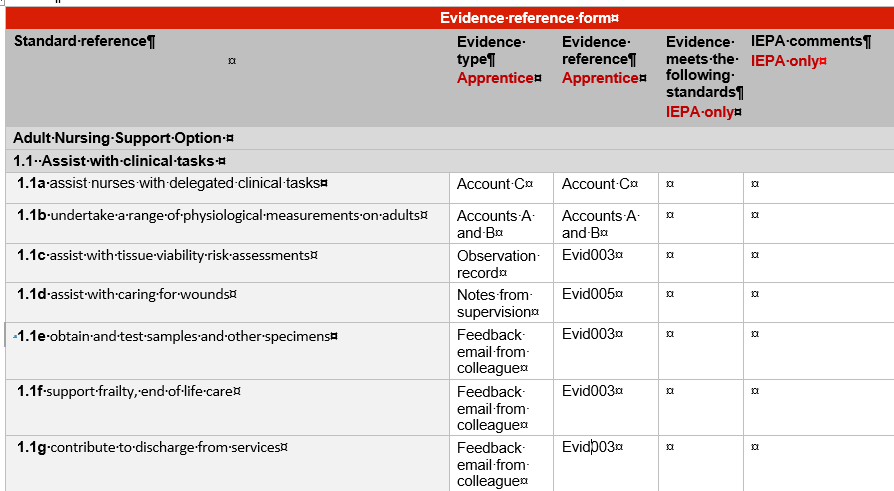 Evidence·reference·form¤
Standard·reference¶
¤
Evidence·
type¶
Apprentice¤
Evidence·
reference¶
Apprentice¤
Evidence·
meets·the·
following·
standards¶
IEPA·only¤
IEPA·comments¶
IEPA·only¤
Adult·Nursing·Support·Option·¤
1.1··Assist·with·clinical·tasks·¤
1.1a·assist·nurses·with·delegated·clinical·tasks¤
Account·C¤
Account·C¤
¤
¤
1.1b·undertake·a·range·of·physiological·measurements·on·adults¤
Accounts·A·
and·B¤
Accounts·A·
and·B¤
¤
¤
1.1c·assist·with·tissue·viability·risk·assessments¤
Observation·
record¤
Evid003¤
¤
¤
1.1d·assist·with·caring·for·wounds¤
Notes·from·
supervision¤
Evid005¤
¤
¤
1.1e·obtain·and·test·samples·and·other·specimens¤
Feedback·
email·from·
colleague¤
Evid003¤
¤
¤
1.1f·support·frailty,·end·of·life·care¤
Feedback·
email·from·
colleague¤
Evid003¤
¤
¤
1.1g·contribute·to·discharge·from·services¤
Feedback·
email·from·
colleague¤
Evid003¤
¤
¤